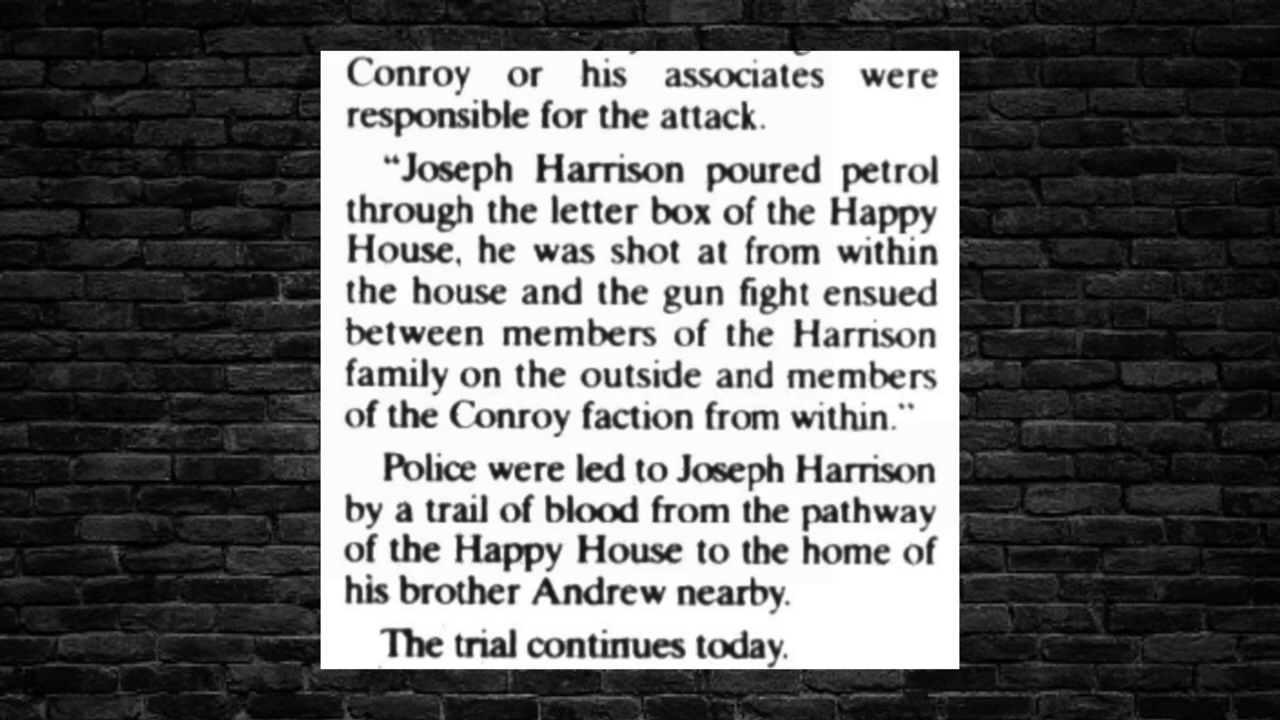 Conroy or his associates were
responsible for the attack.
“Joseph Harrison poured petrol
through the letter box of the Happy
House, he was shot at from within
the house and the gun fight ensued
between members of the Harrison
family on the outside and members
of the Conroy faction from within.”
Police were led to Joseph Harrison
by a trail of blood from the pathway
of the Happy House to the home of
his brother Andrew nearby.
The trial continues today.